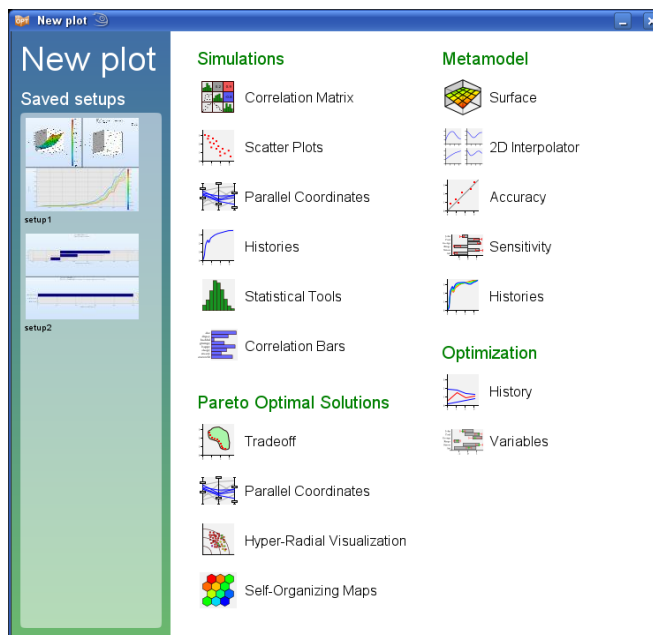 OPT New plot
New plot
Saved setups
setup1
setup2
Simulations
Correlation Matrix
Scatter Plots
Parallel Coordinates
Histories
Statistical Tools
Correlation Bars
Pareto Optimal Solutions
Tradeoff
Parallel Coordinates
Hyper-Radial Visualization
Self-Organizing Maps
Metamodel
Surface
2D Interpolator
Accuracy
Sensitivity
Histories
Optimization
History
Variables